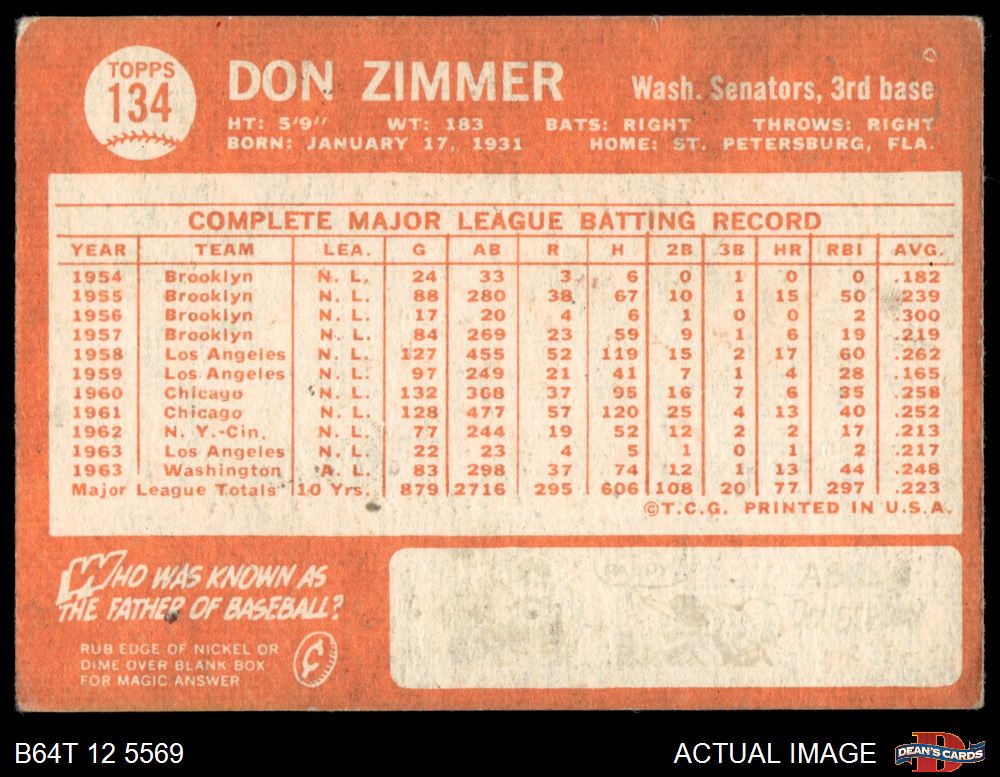 TOPPS
134
DON ZIMMER
Wash. Senators, 3rd base
HT: 5'9" WT: 183 BATS: RIGHT THROWS: RIGHT
BORN: JANUARY 17, 1931 HOME: ST. PETERSBURG, FLA.
COMPLETE MAJOR LEAGUE BATTING RECORD
YEAR TEAM LEA. G AB R H 2B 3B HR RBI AVG.
1954 Brooklyn N. L. 24 33 3 6 0 1 0 0 .182
1955 Brooklyn N. L. 88 280 38 67 10 1 15 50 .239
1956 Brooklyn N. L. 17 20 4 6 1 0 0 2 .300
1957 Brooklyn N. L. 84 269 23 59 9 1 6 19 .219
1958 Los Angeles N. L. 127 455 52 119 15 2 17 60 .262
1959 Los Angeles N. L. 97 249 21 41 7 1 4 28 .165
1960 Chicago N. L. 132 368 37 95 16 7 6 35 .258
1961 Chicago N. L. 128 477 57 120 25 4 13 40 .252
1962 N. Y.-Cin. N. L. 77 244 19 52 12 2 2 17 .213
1963 Los Angeles N. L. 22 23 4 5 1 0 1 2 .217
1963 Washington A. L. 83 298 37 74 12 1 13 44 .248
Major League Totals 10 Yrs. 879 2716 295 606 108 20 77 297 .223
©T.C.G. PRINTED IN U.S.A.
WHO WAS KNOWN AS
THE FATHER OF BASEBALL?
RUB EDGE OF NICKEL OR
DIME OVER BLANK BOX
FOR MAGIC ANSWER
B64T 12 5569
ACTUAL IMAGE
DEAN'S CARDS